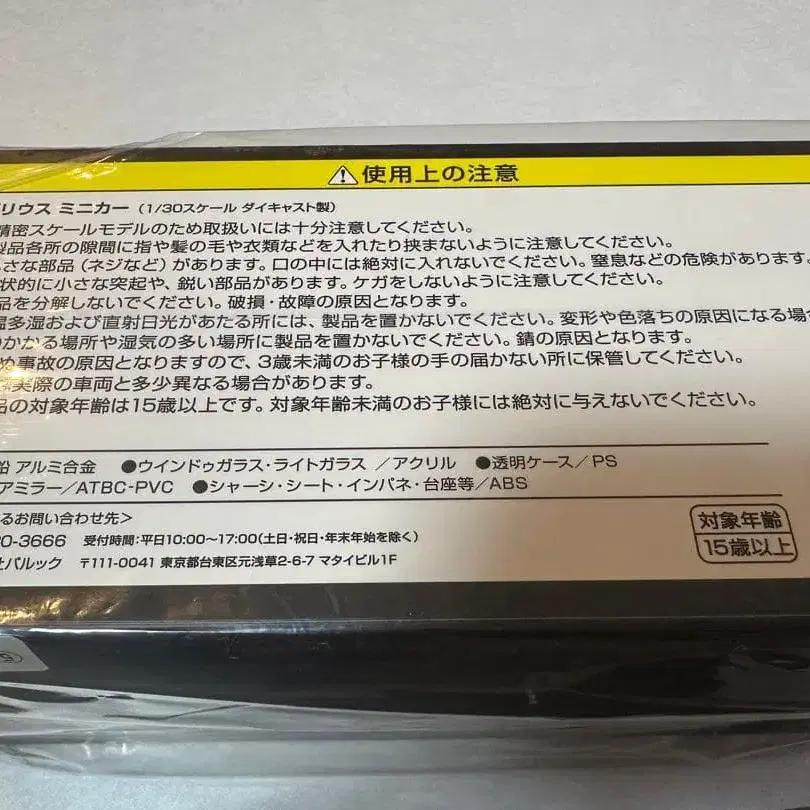 ⚠使用上の注意
リウス ミニカー (1/30スケール ダイキャスト製)
精密スケールモデルのため取扱いには十分注意してください。
製品各所の隙間に指や髪の毛や衣類などを入れたり挟まないように注意してください。
さな部品(ネジなど)があります。口の中には絶対に入れないでください。窒息などの危険があります。
状的に小さな突起や、鋭い部品があります。ケガをしないように注意してください。
品を分解しないでください。破損・故障の原因となります。
温多湿および直射日光があたる所には、製品を置かないでください。変形や色落ちの原因になる場合
のかかる場所や湿気の多い場所に製品を置かないでください。錆の原因となります。
ぬ事故の原因となりますので、3歳未満のお子様の手の届かない所に保管してください。
実際の車両と多少異なる場合があります。
品の対象年齢は15歳以上です。対象年齢未満のお子様には絶対に与えないでください。
鉛 アルミ合金 ●ウインドゥガラス・ライトガラス/アクリル ●透明ケース/PS
アミラー/ATBC-PVC ●シャーシ・シート・インパネ・台座等/ABS
るお問い合わせ先>
0-3666 受付時間:平日10:00〜17:00(土日・祝日・年末年始を除く)
社パルック 〒111-0041 東京都台東区元浅草2-6-7 マタイビル1F
対象年齢
15歳以上